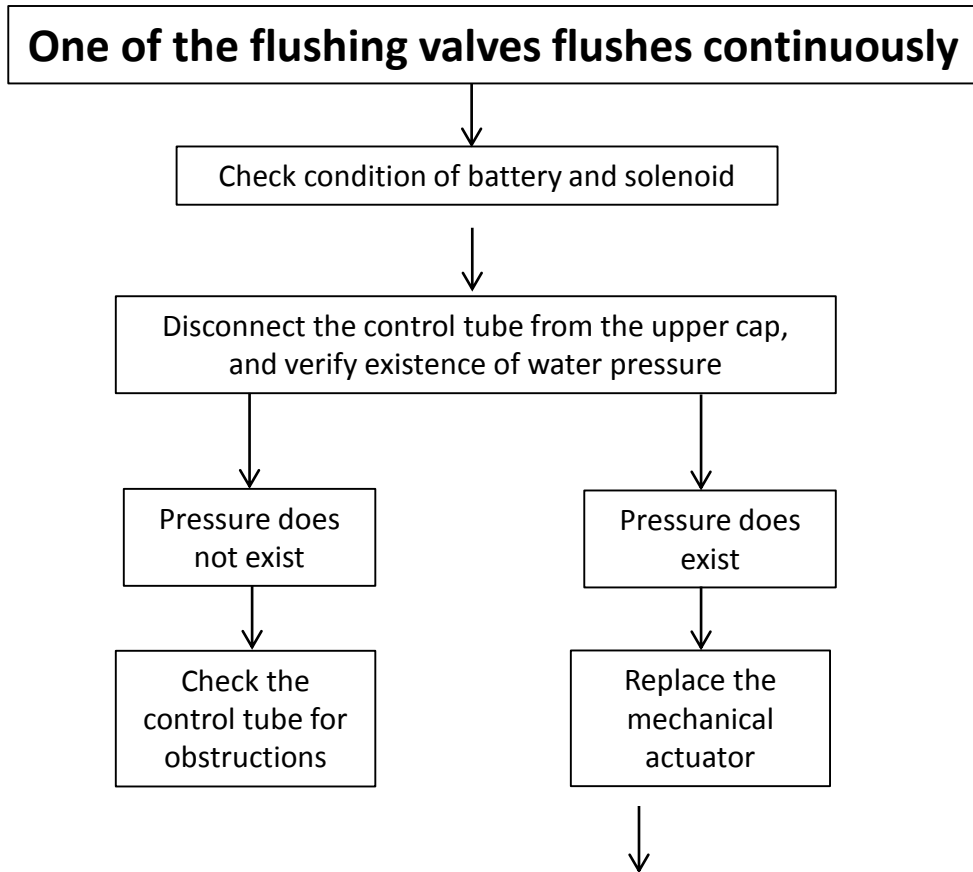 One of the flushing valves flushes continuously
Check condition of battery and solenoid
Disconnect the control tube from the upper cap,
and verify existence of water pressure
Pressure does
not exist
Pressure does
exist
Check the
control tube for
obstructions
Replace the
mechanical
actuator